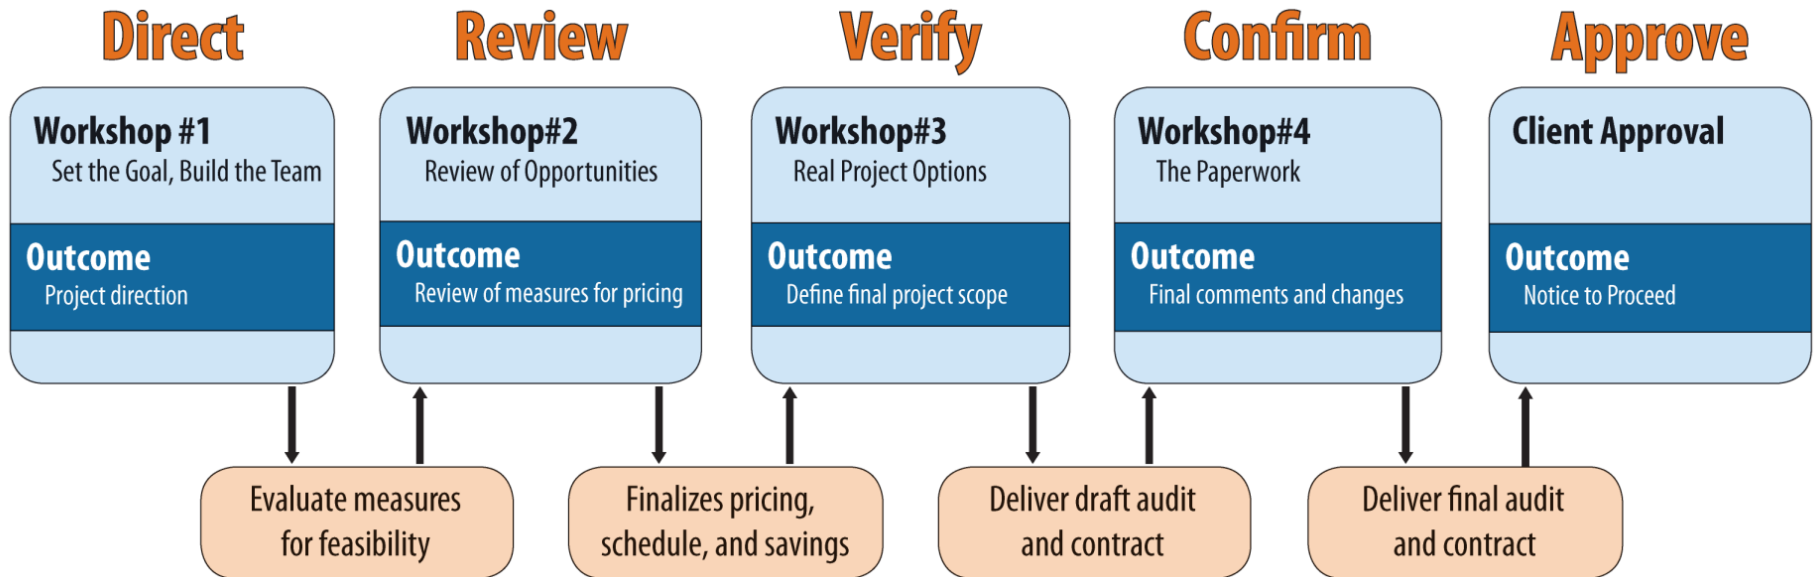 Direct
Review
Verify
Confirm
Approve
Workshop #1
Set the Goal, Build the Team
Outcome
Project direction
Workshop#2
Review of Opportunities
Outcome
Review of measures for pricing
Workshop#3
Real Project Options
Outcome
Define final project scope
Workshop#4
The Paperwork
Outcome
Final comments and changes
Client Approval
Outcome
Notice to Proceed
Evaluate measures
for feasibility
Finalizes pricing,
schedule, and savings
Deliver draft audit
and contract
Deliver final audit
and contract